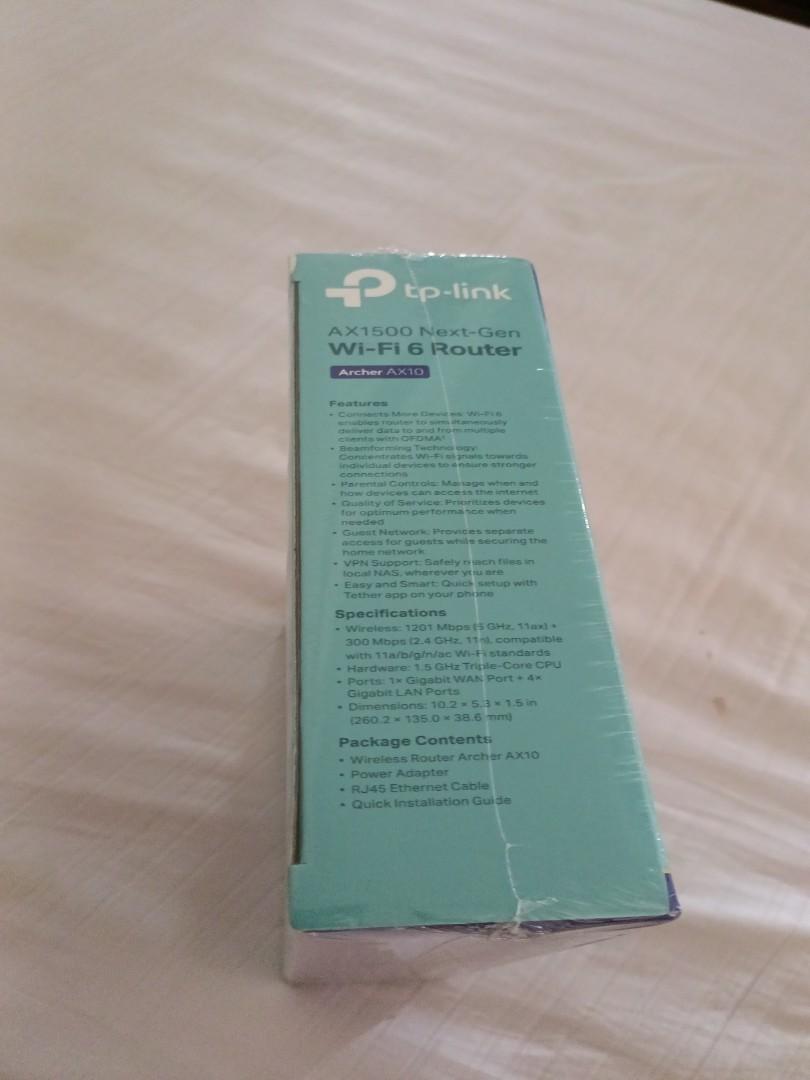 tp-link
AX1500 Next-Gen
Wi-Fi 6 Router
Archer AX10
Features
• Connects More Devices: Wi-Fi 6
enables router to simultaneously
deliver data to and from multiple
clients with OFDMA¹
• Beamforming Technology:
Concentrates Wi-Fi signals towards
individual devices to ensure stronger
connections
• Parental Controls: Manage when and
how devices can access the internet
• Quality of Service: Prioritizes devices
for optimum performance when
needed
• Guest Network: Provides separate
access for guests while securing the
home network
• VPN Support: Safely reach files in
local NAS, wherever you are
• Easy and Smart: Quick setup with
Tether app on your phone
Specifications
• Wireless: 1201 Mbps (5 GHz, 11ax) +
300 Mbps (2.4 GHz, 11n), compatible
with 11a/b/g/n/ac Wi-Fi standards
• Hardware: 1.5 GHz Triple-Core CPU
• Ports: 1× Gigabit WAN Port + 4×
Gigabit LAN Ports
• Dimensions: 10.2 × 5.3 × 1.5 in
(260.2 × 135.0 × 38.6 mm)
Package Contents
• Wireless Router Archer AX10
• Power Adapter
• RJ45 Ethernet Cable
• Quick Installation Guide